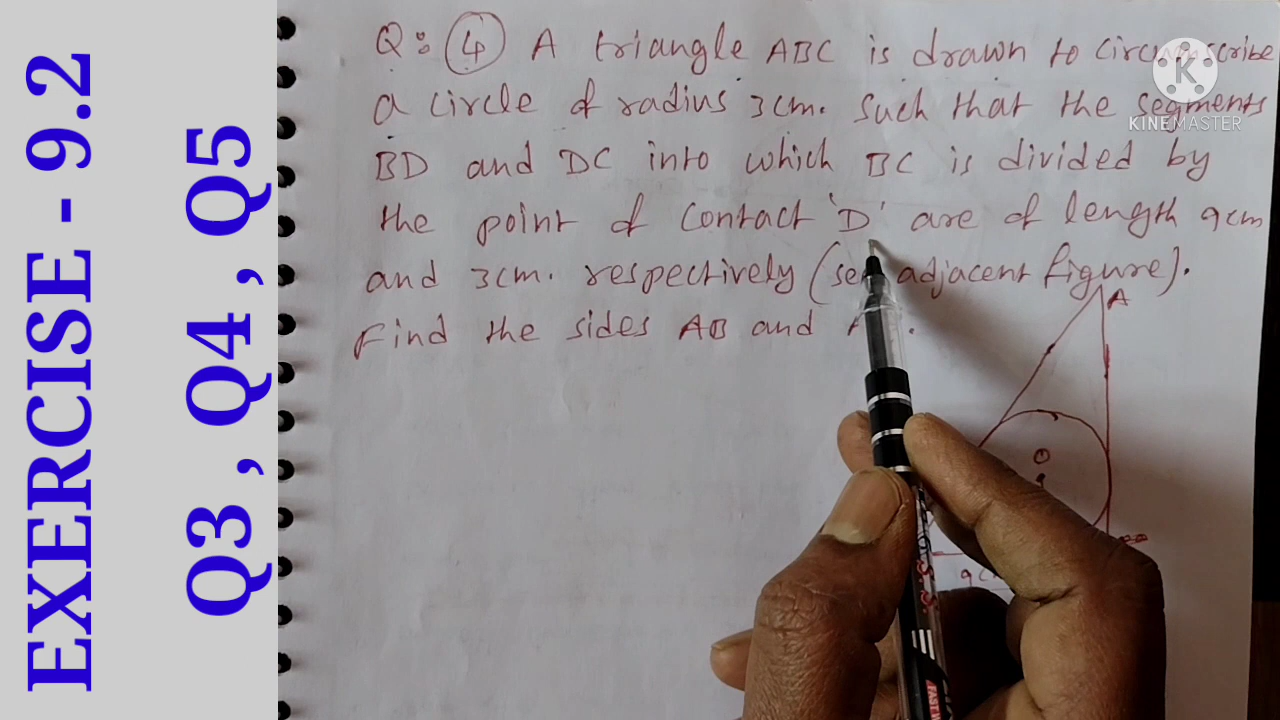 EXERCISE - 9.2
Q3 , Q4 , Q5
Q: 4 A triangle ABC is drawn to circumscribe
a circle of radius 3cm. such that the segments
BD and DC into which BC is divided by
the point of contact 'D' are of length 9cm
and 3cm. respectively (see adjacent figure).
Find the sides AB and .
A
O
K
KINEMASTER